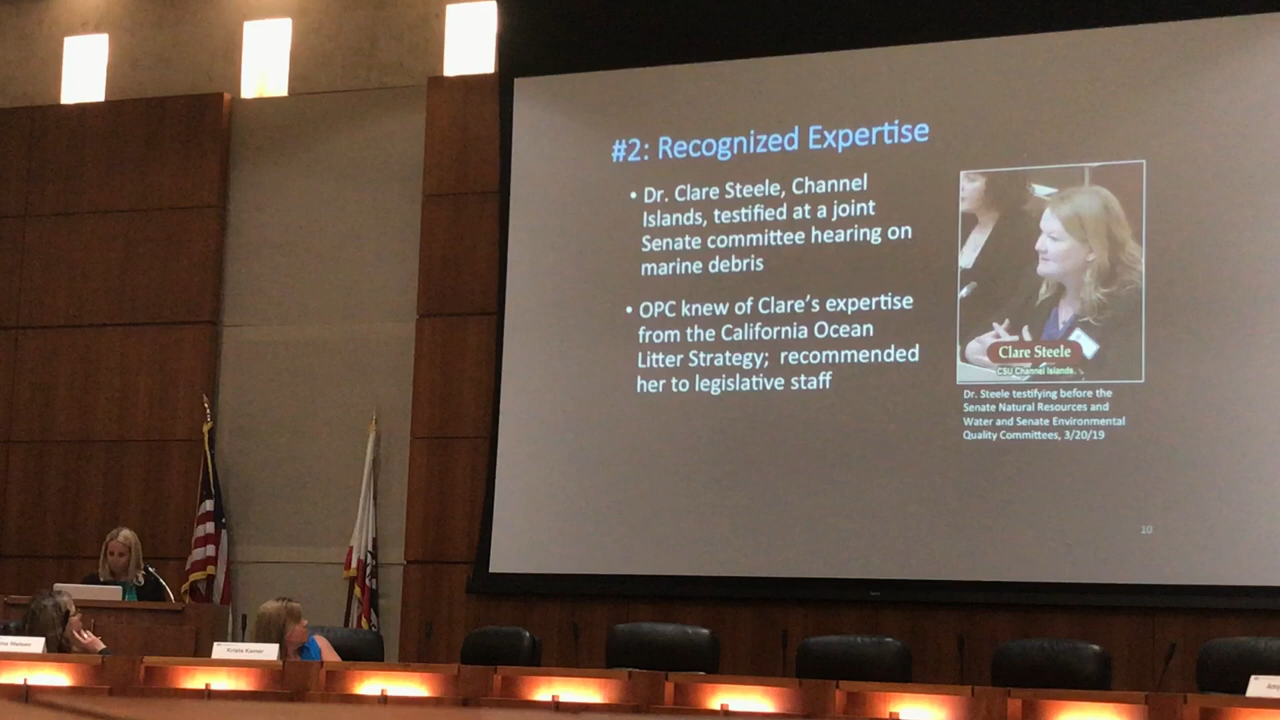 #2: Recognized Expertise
• Dr. Clare Steele, Channel
Islands, testified at a joint
Senate committee hearing on
marine debris
• OPC knew of Clare's expertise
from the California Ocean
Litter Strategy; recommended
her to legislative staff
Clare Steele
CSU Channel Islands
Dr. Steele testifying before the
Senate Natural Resources and
Water and Senate Environmental
Quality Committees, 3/20/19
10
Krista Kamer